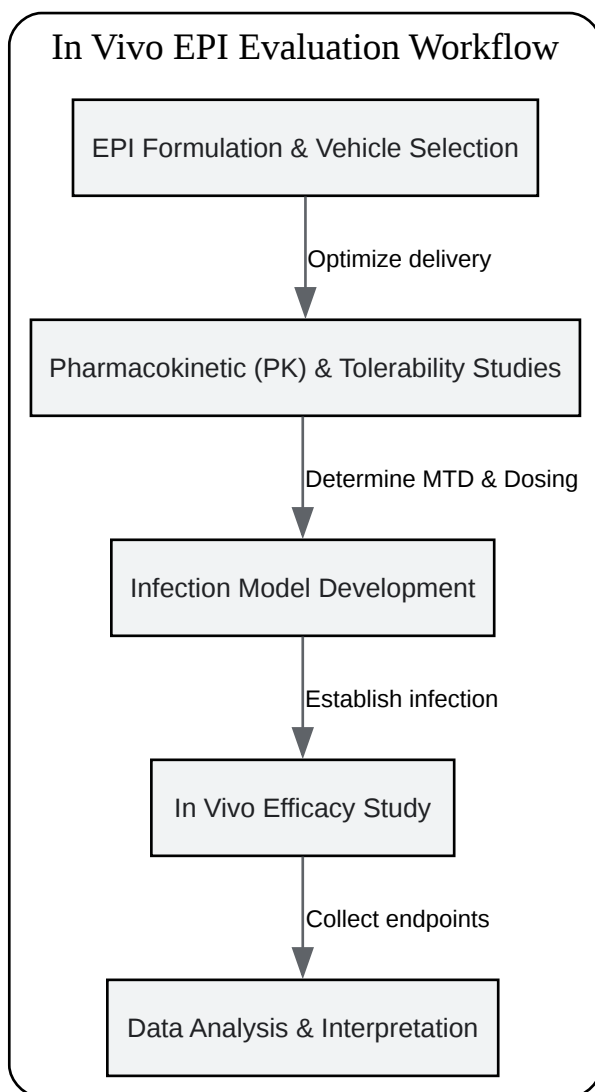 In Vivo EPI Evaluation Workflow
EPI Formulation & Vehicle Selection
Optimize delivery
Pharmacokinetic (PK) & Tolerability Studies
Determine MTD & Dosing
Infection Model Development
Establish infection
In Vivo Efficacy Study
Collect endpoints
Data Analysis & Interpretation